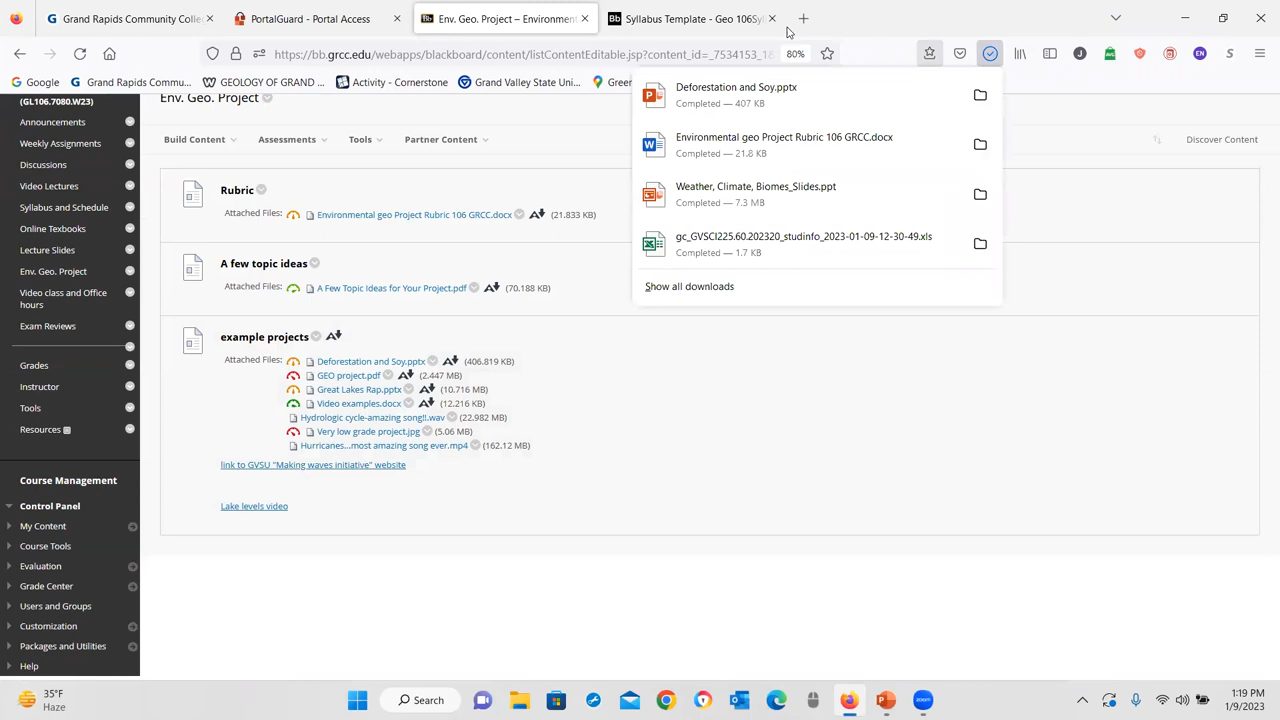 Grand Rapids Community Colle
PortalGuard - Portal Access
Bb Env. Geo. Project – Environmen
Bb Syllabus Template - Geo 106Syl
https://bb.grcc.edu/webapps/blackboard/content/listContentEditable.jsp?content_id=_7534153_1
80%
Google
Grand Rapids Commu...
GEOLOGY OF GRAND ...
Activity - Cornerstone
Grand Valley State Un...
Green
(GL106.7080.W23)
Announcements
Weekly Assignments
Discussions
Video Lectures
Syllabus and Schedule
Online Texbooks
Lecture Slides
Env. Geo. Project
Video class and Office
hours
Exam Reviews
Grades
Instructor
Tools
Resources
Course Management
Control Panel
My Content
Course Tools
Evaluation
Grade Center
Users and Groups
Customization
Packages and Utilities
Help
Env. Geo. Project
Build Content
Assessments
Tools
Partner Content
Discover Content
Rubric
Attached Files: Environmental geo Project Rubric 106 GRCC.docx (21.833 KB)
A few topic ideas
Attached Files: A Few Topic Ideas for Your Project.pdf (70.188 KB)
example projects
Attached Files: Deforestation and Soy.pptx (406.819 KB)
GEO project.pdf (2.447 MB)
Great Lakes Rap.pptx (10.716 MB)
Video examples.docx (12.216 KB)
Hydrologic cycle-amazing song!!.wav (22.982 MB)
Very low grade project.jpg (5.06 MB)
Hurricanes...most amazing song ever.mp4 (162.12 MB)
link to GVSU "Making waves initiative" website
Lake levels video
Deforestation and Soy.pptx
Completed — 407 KB
Environmental geo Project Rubric 106 GRCC.docx
Completed — 21.8 KB
Weather, Climate, Biomes_Slides.ppt
Completed — 7.3 MB
gc_GVSCI225.60.202320_studinfo_2023-01-09-12-30-49.xls
Completed — 1.7 KB
Show all downloads
35°F
Haze
Search
zoom
1:19 PM
1/9/2023